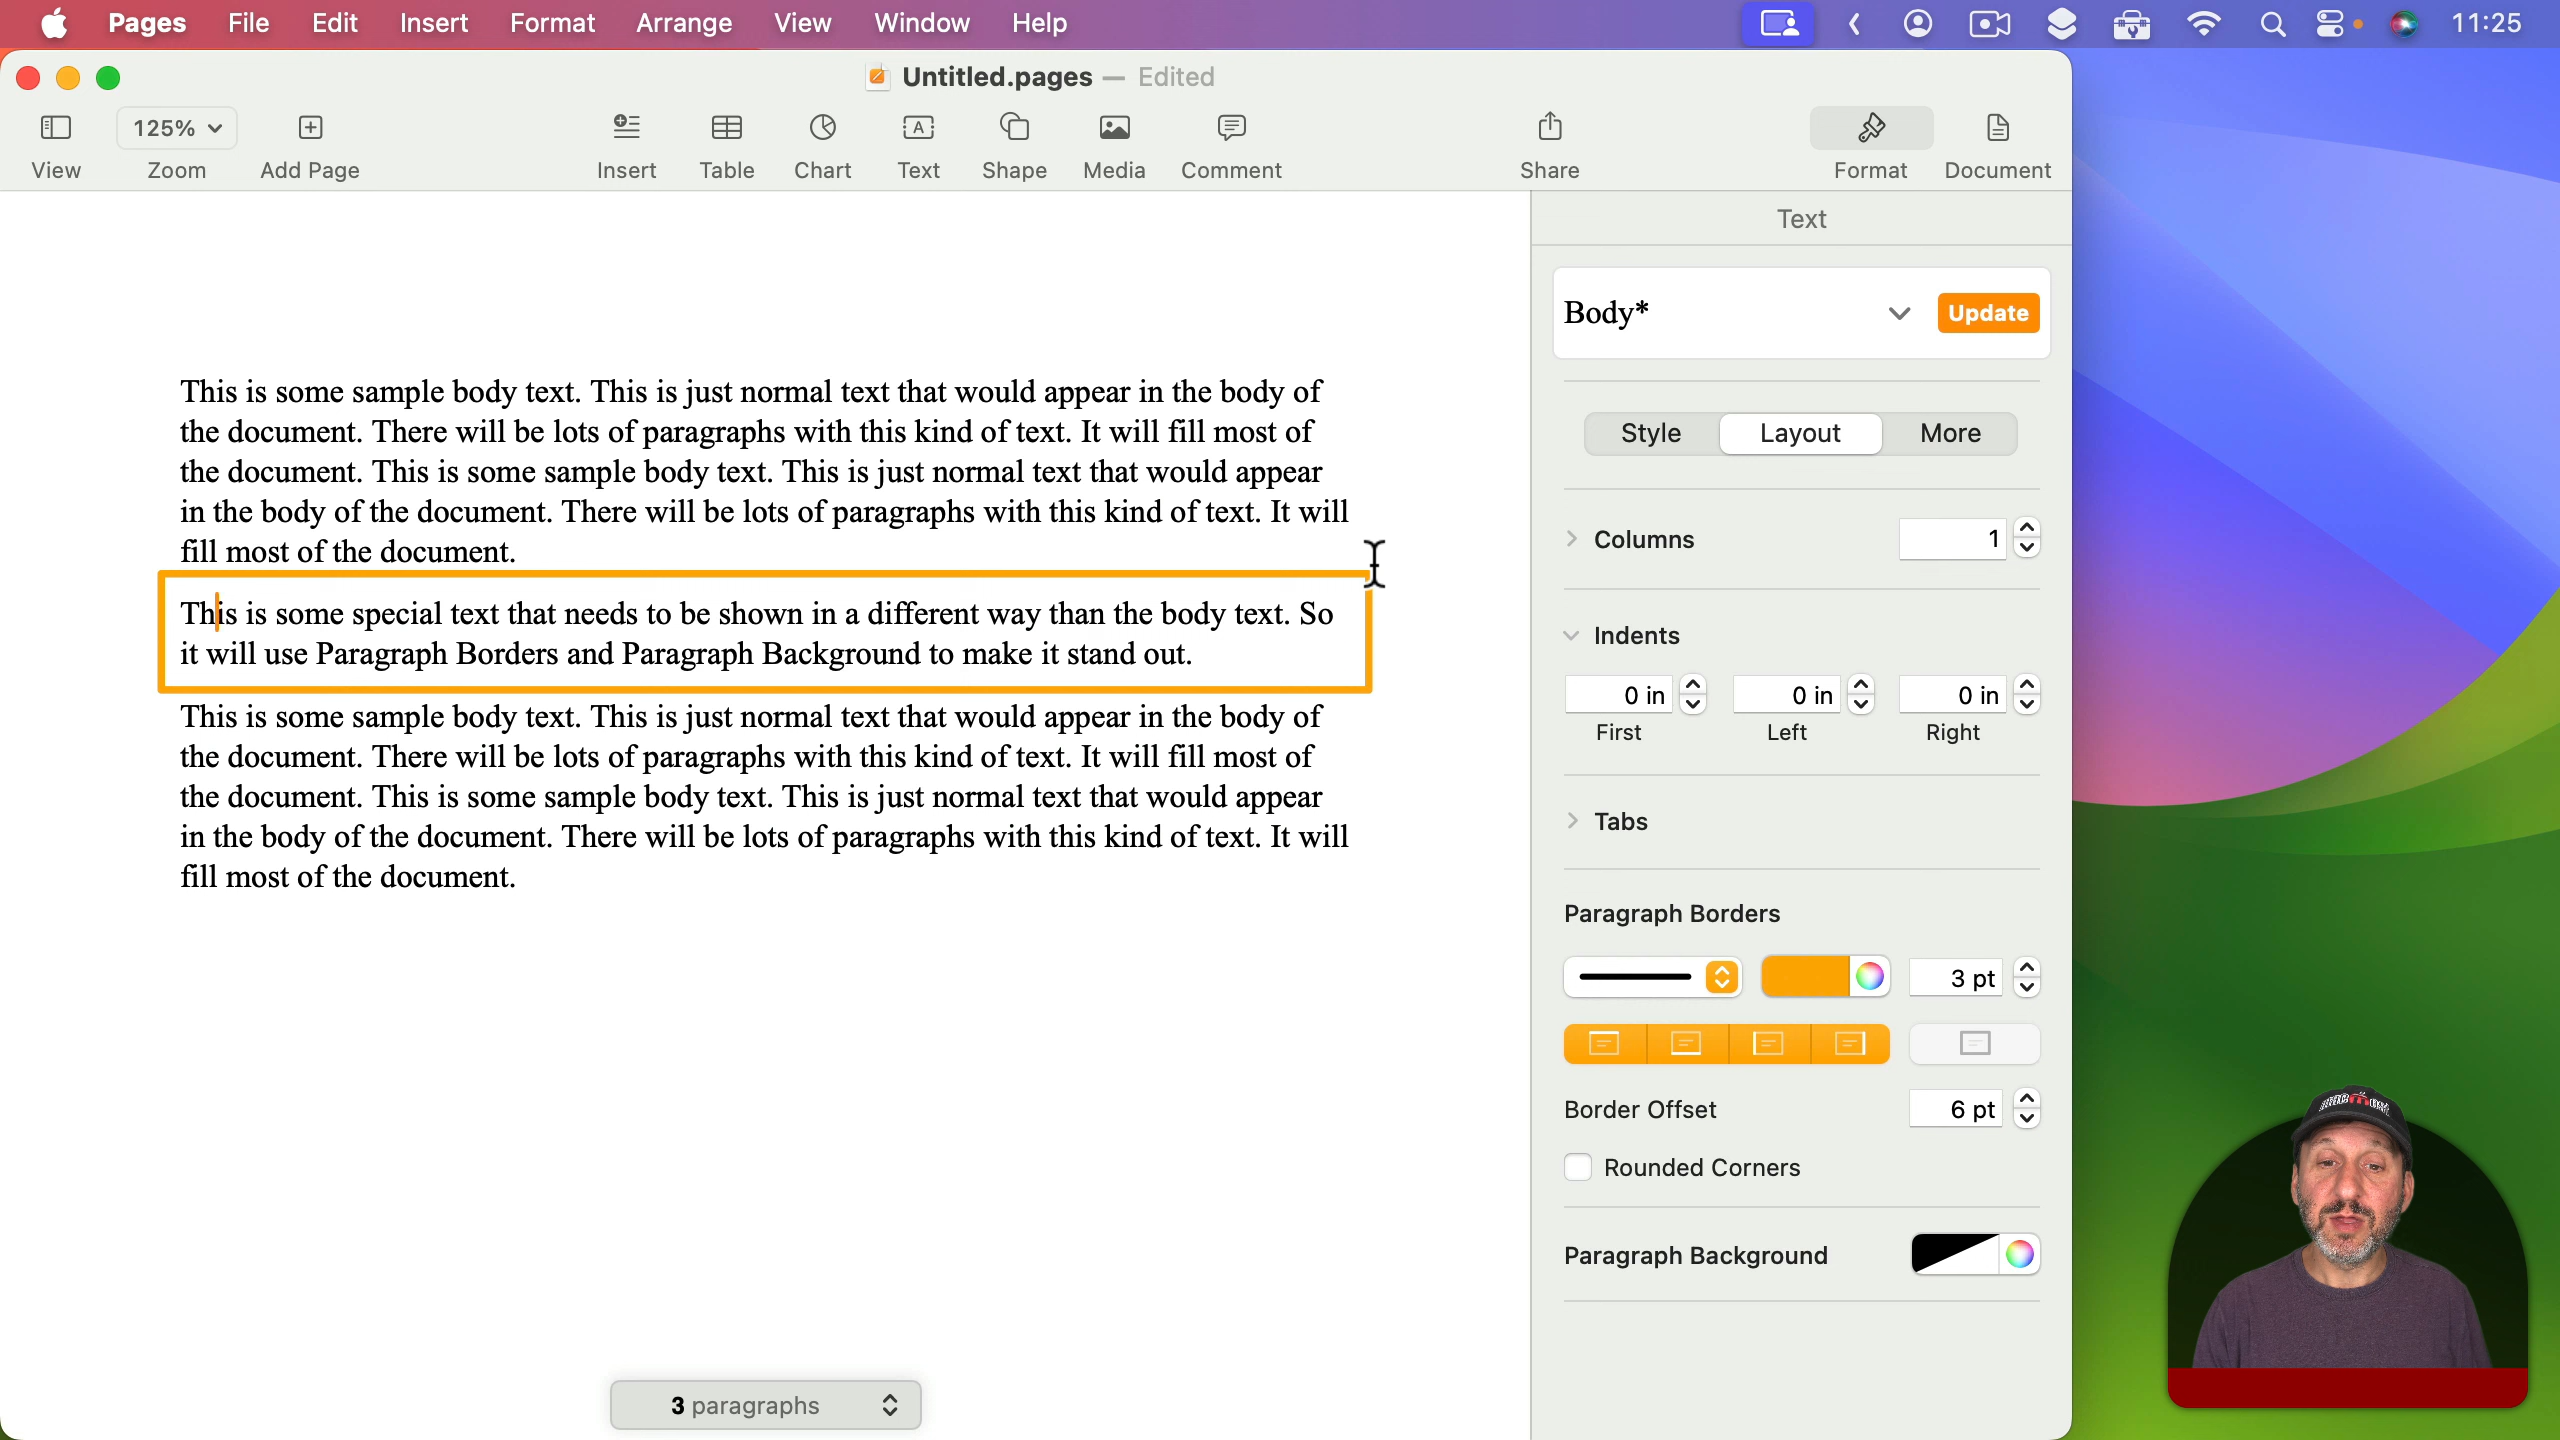 Pages File Edit Insert Format Arrange View Window Help 11:25
Untitled.pages — Edited
125%
View Zoom Add Page Insert Table Chart Text Shape Media Comment Share Format Document
Text
Body* Update
Style Layout More
Columns 1
Indents
0 in 0 in 0 in
First Left Right
Tabs
Paragraph Borders
3 pt
Border Offset 6 pt
Rounded Corners
Paragraph Background
This is some sample body text. This is just normal text that would appear in the body of
the document. There will be lots of paragraphs with this kind of text. It will fill most of
the document. This is some sample body text. This is just normal text that would appear
in the body of the document. There will be lots of paragraphs with this kind of text. It will
fill most of the document.
This is some special text that needs to be shown in a different way than the body text. So
it will use Paragraph Borders and Paragraph Background to make it stand out.
This is some sample body text. This is just normal text that would appear in the body of
the document. There will be lots of paragraphs with this kind of text. It will fill most of
the document. This is some sample body text. This is just normal text that would appear
in the body of the document. There will be lots of paragraphs with this kind of text. It will
fill most of the document.
3 paragraphs